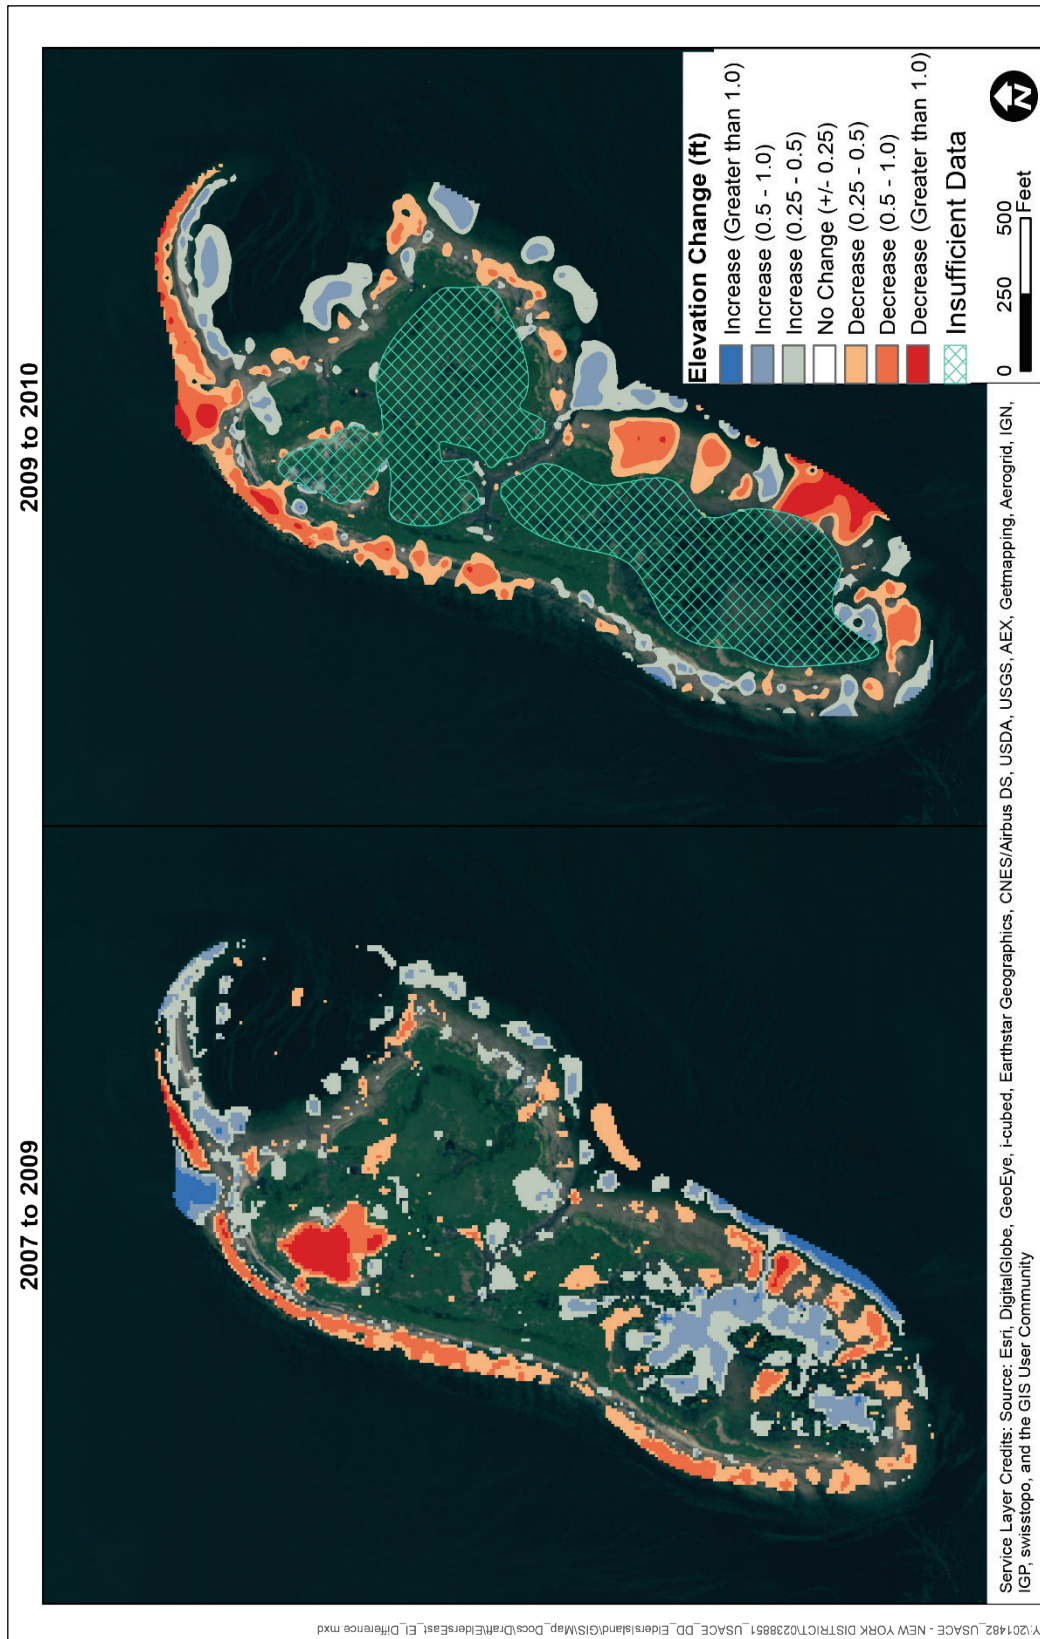 2007 to 2009
2009 to 2010
Elevation Change (ft)
Increase (Greater than 1.0)
Increase (0.5 - 1.0)
Increase (0.25 - 0.5)
No Change (+/- 0.25)
Decrease (0.25 - 0.5)
Decrease (0.5 - 1.0)
Decrease (Greater than 1.0)
Insufficient Data
0 250 500
Feet
N
Service Layer Credits: Source: Esri, DigitalGlobe, GeoEye, i-cubed, Earthstar Geographics, CNES/Airbus DS, USDA, USGS, AEX, Getmapping, Aerogrid, IGN,
IGP, swisstopo, and the GIS User Community
Y:\201482_USACE - NEW YORK DISTRICT\0238851_USACE_DD_EldersIsland\GIS\Map_Docs\Draft\EldersEast_El_Difference.mxd